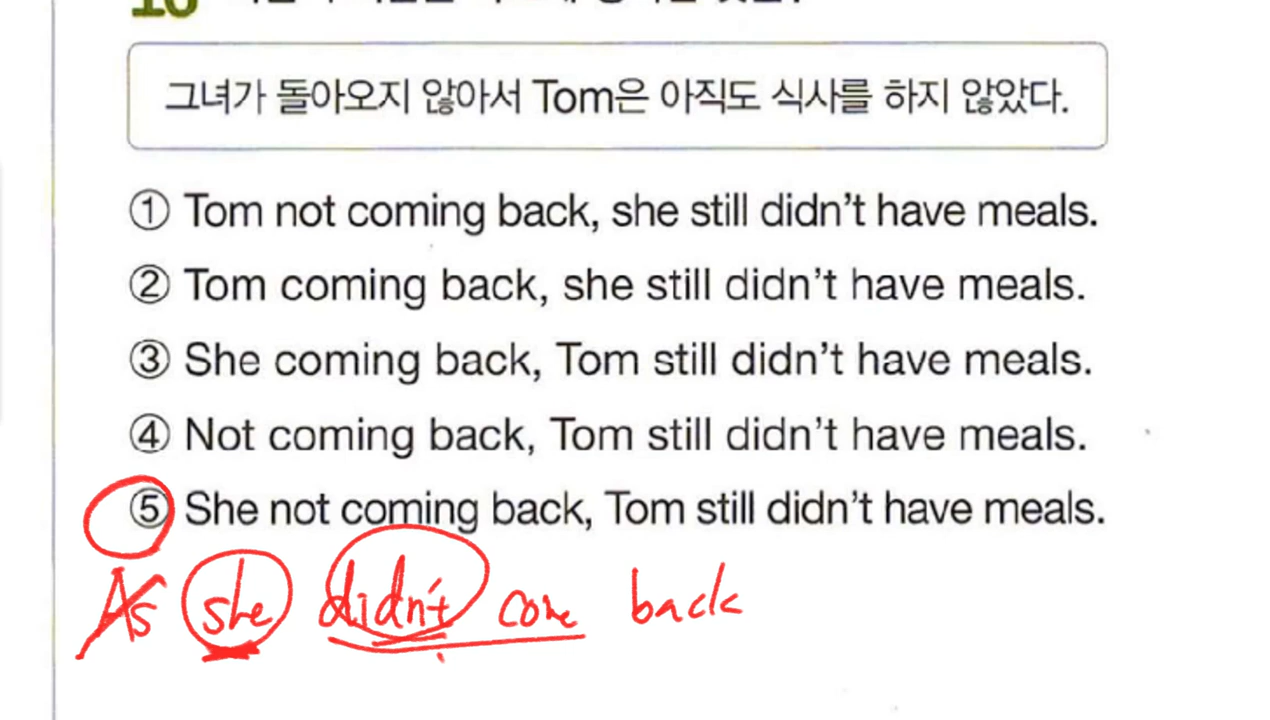 10
그녀가 돌아오지 않아서 Tom은 아직도 식사를 하지 않았다.
① Tom not coming back, she still didn't have meals.
② Tom coming back, she still didn't have meals.
③ She coming back, Tom still didn't have meals.
④ Not coming back, Tom still didn't have meals.
⑤ She not coming back, Tom still didn't have meals.
As she didn't come back